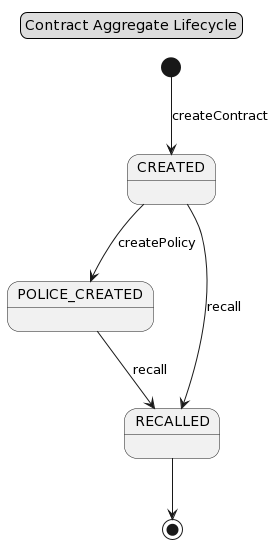 Contract Aggregate Lifecycle
createContract
CREATED
createPolicy
POLICE_CREATED
recall
recall
RECALLED